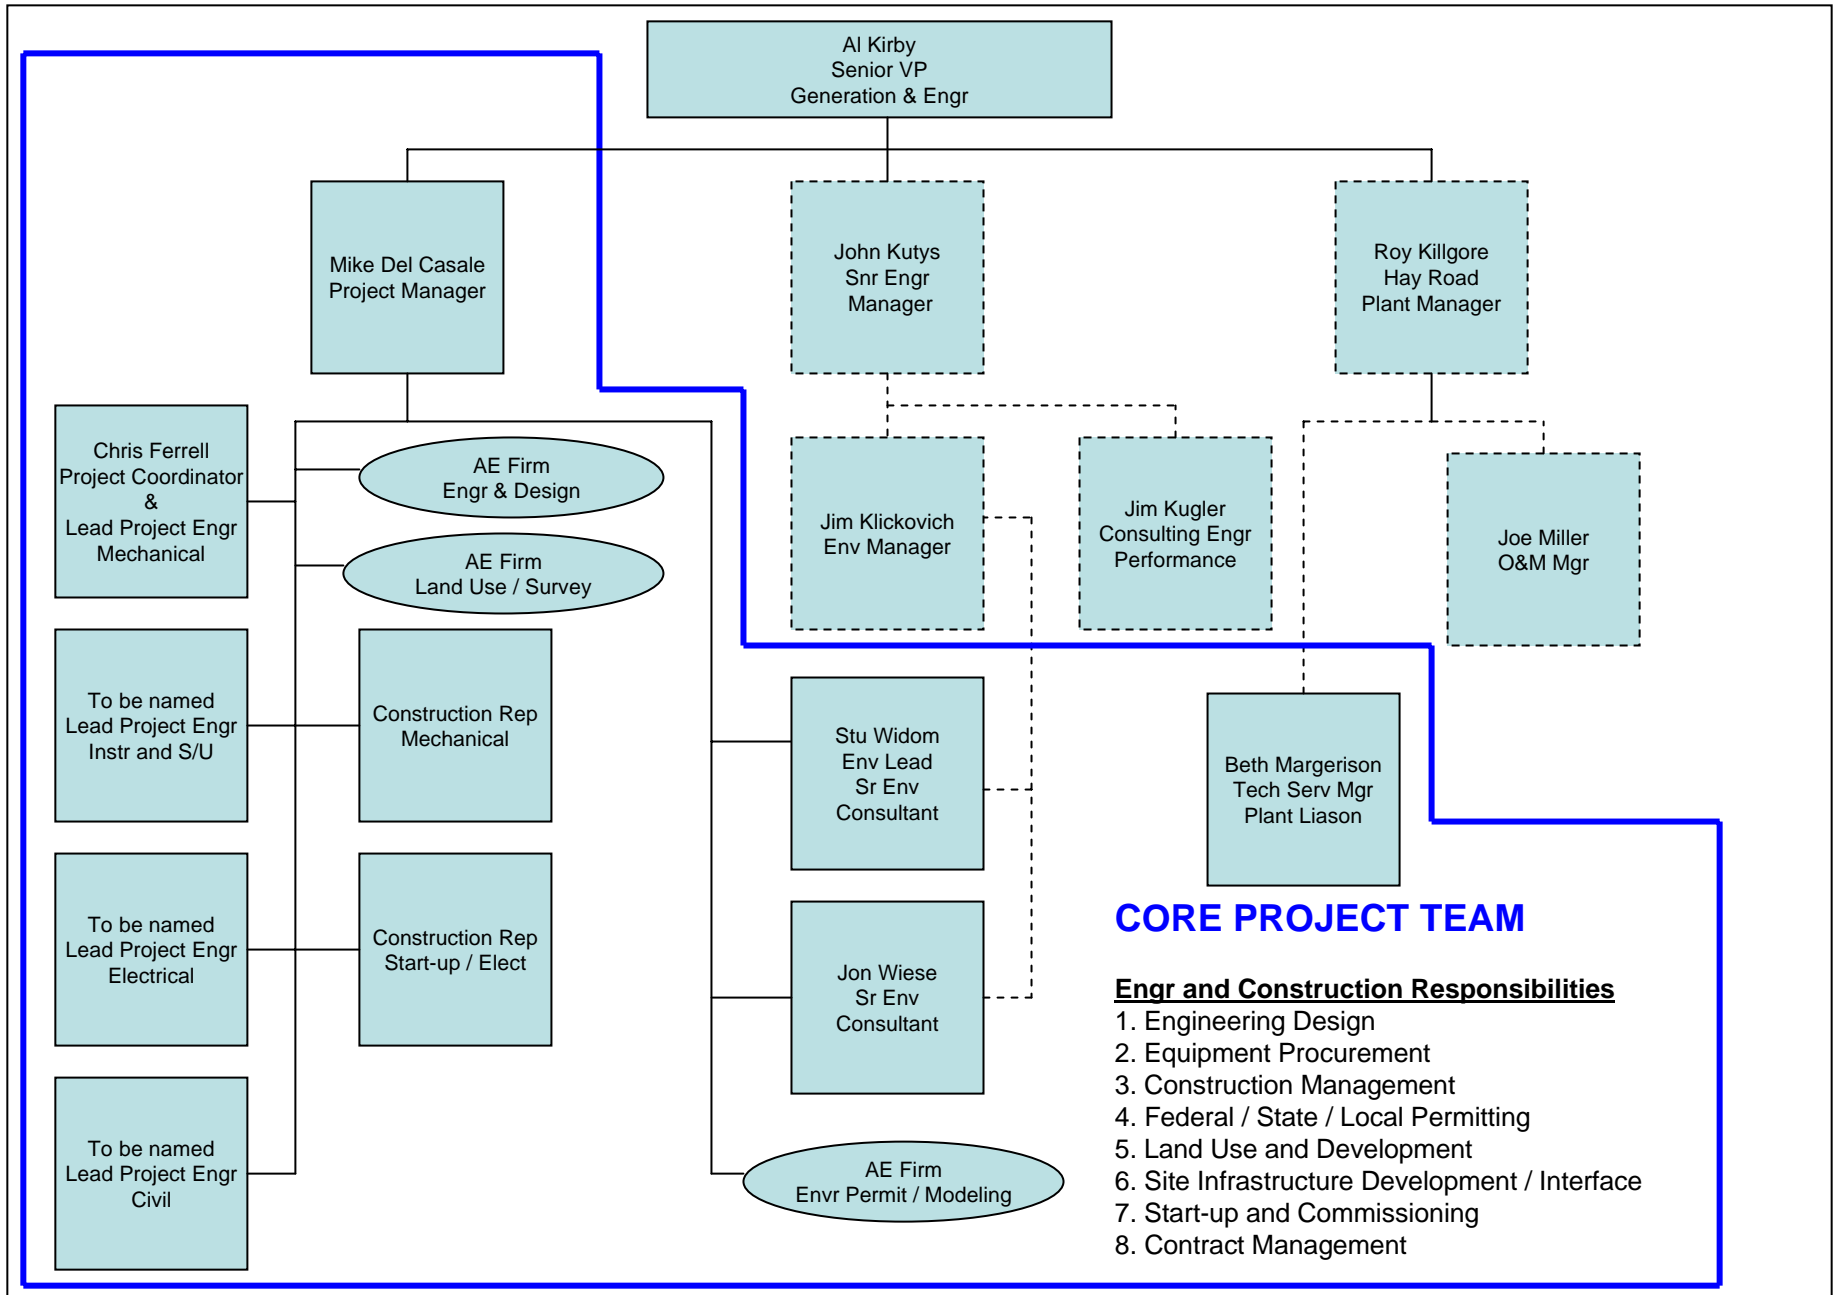 Al Kirby
Senior VP
Generation & Engr
Mike Del Casale
Project Manager
John Kutys
Snr Engr
Manager
Roy Killgore
Hay Road
Plant Manager
Chris Ferrell
Project Coordinator
&
Lead Project Engr
Mechanical
AE Firm
Engr & Design
AE Firm
Land Use / Survey
Jim Klickovich
Env Manager
Jim Kugler
Consulting Engr
Performance
Joe Miller
O&M Mgr
To be named
Lead Project Engr
Instr and S/U
Construction Rep
Mechanical
Stu Widom
Env Lead
Sr Env
Consultant
Beth Margerison
Tech Serv Mgr
Plant Liason
To be named
Lead Project Engr
Electrical
Construction Rep
Start-up / Elect
Jon Wiese
Sr Env
Consultant
To be named
Lead Project Engr
Civil
AE Firm
Envr Permit / Modeling
CORE PROJECT TEAM
Engr and Construction Responsibilities
1. Engineering Design
2. Equipment Procurement
3. Construction Management
4. Federal / State / Local Permitting
5. Land Use and Development
6. Site Infrastructure Development / Interface
7. Start-up and Commissioning
8. Contract Management